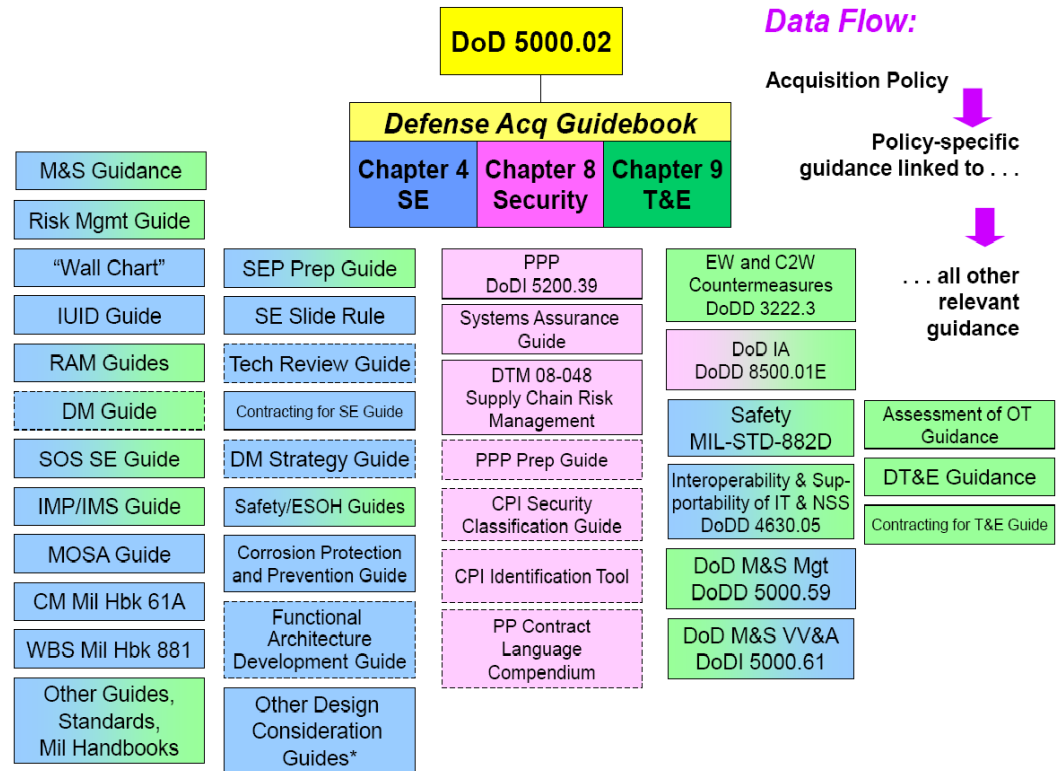 DoD 5000.02
Data Flow:
Acquisition Policy
Policy-specific
guidance linked to . . .
. . . all other
relevant
guidance
Defense Acq Guidebook
Chapter 4
SE
Chapter 8
Security
Chapter 9
T&E
M&S Guidance
Risk Mgmt Guide
“Wall Chart”
IUID Guide
RAM Guides
DM Guide
SOS SE Guide
IMP/IMS Guide
MOSA Guide
CM Mil Hbk 61A
WBS Mil Hbk 881
Other Guides,
Standards,
Mil Handbooks
SEP Prep Guide
SE Slide Rule
Tech Review Guide
Contracting for SE Guide
DM Strategy Guide
Safety/ESOH Guides
Corrosion Protection
and Prevention Guide
Functional
Architecture
Development Guide
Other Design
Consideration
Guides*
PPP
DoDI 5200.39
Systems Assurance
Guide
DTM 08-048
Supply Chain Risk
Management
PPP Prep Guide
CPI Security
Classification Guide
CPI Identification Tool
PP Contract
Language
Compendium
EW and C2W
Countermeasures
DoDD 3222.3
DoD IA
DoDD 8500.01E
Safety
MIL-STD-882D
Interoperability & Sup-
portability of IT & NSS
DoDD 4630.05
DoD M&S Mgt
DoDD 5000.59
DoD M&S VV&A
DoDI 5000.61
Assessment of OT
Guidance
DT&E Guidance
Contracting for T&E Guide